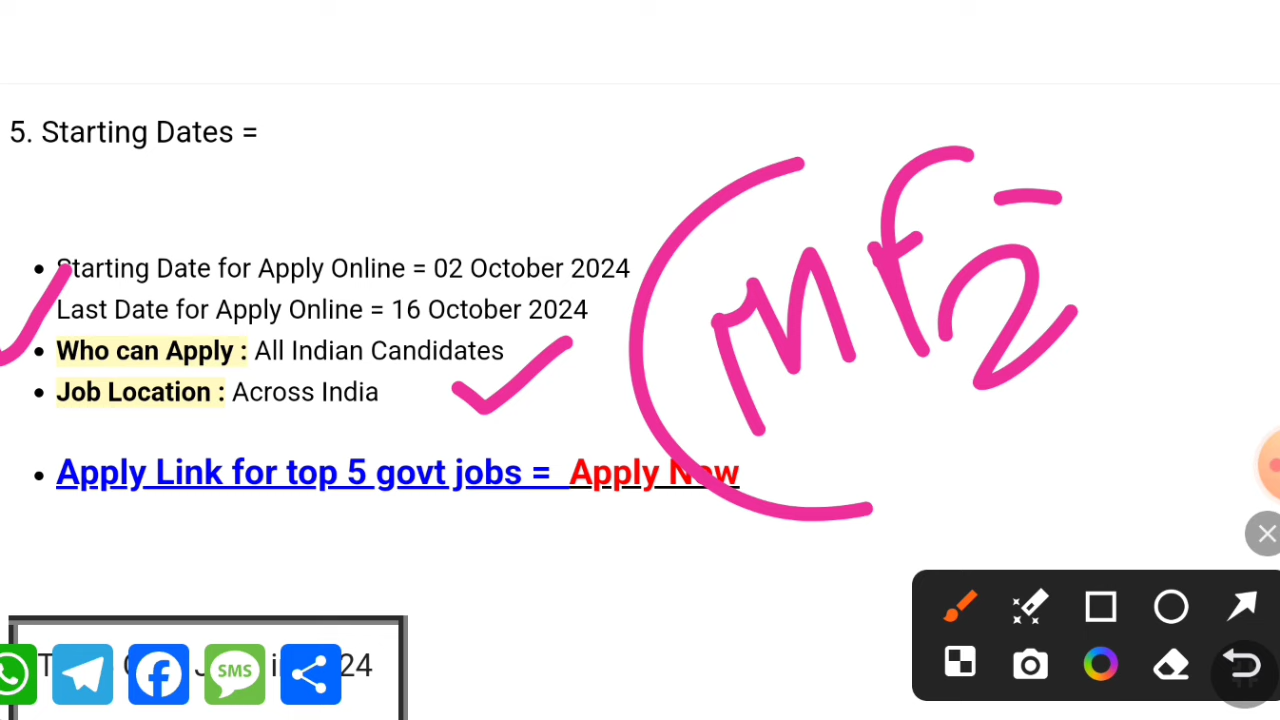 5. Starting Dates =
Starting Date for Apply Online = 02 October 2024
Last Date for Apply Online = 16 October 2024
Who can Apply : All Indian Candidates
Job Location : Across India
Apply Link for top 5 govt jobs = Apply Now
SMS
24